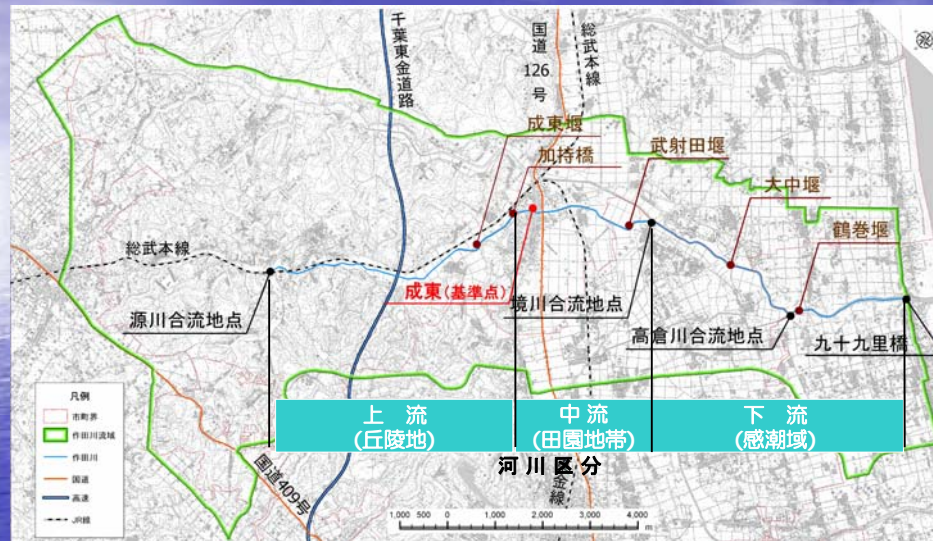 千葉東金道路
国道126号
総武本線
成東堰
加持橋
武射田堰
大中堰
鶴巻堰
総武本線
成東(基準点)
境川合流地点
源川合流地点
高倉川合流地点
九十九里橋
凡例
市町界
作田川流域
作田川
国道
高速
JR線
上 流
(丘陵地)
中 流
(田園地帯)
下 流
(感潮域)
河川区分
国道409号
金線
1,000 500 0 1,000 2,000 3,000 4,000
m